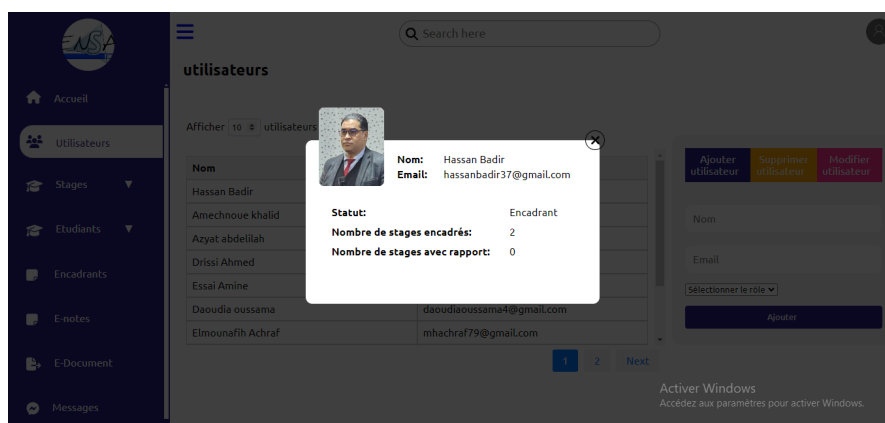 ENSA
Search here
utilisateurs
Accueil
Utilisateurs
Stages
Etudiants
Encadrants
E-notes
E-Document
Messages
Afficher 10 utilisateurs
Nom
Hassan Badir
Amechnoue khalid
Azyat abdelilah
Drissi Ahmed
Essai Amine
Daoudia oussama daoudiaoussama4@gmail.com
Elmounafih Achraf mhachraf79@gmail.com
1 2 Next
Nom: Hassan Badir
Email: hassanbadir37@gmail.com
Statut: Encadrant
Nombre de stages encadrés: 2
Nombre de stages avec rapport: 0
Ajouter utilisateur
Supprimer utilisateur
Modifier utilisateur
Nom
Email
Sélectionner le rôle
Ajouter
Activer Windows
Accédez aux paramètres pour activer Windows.